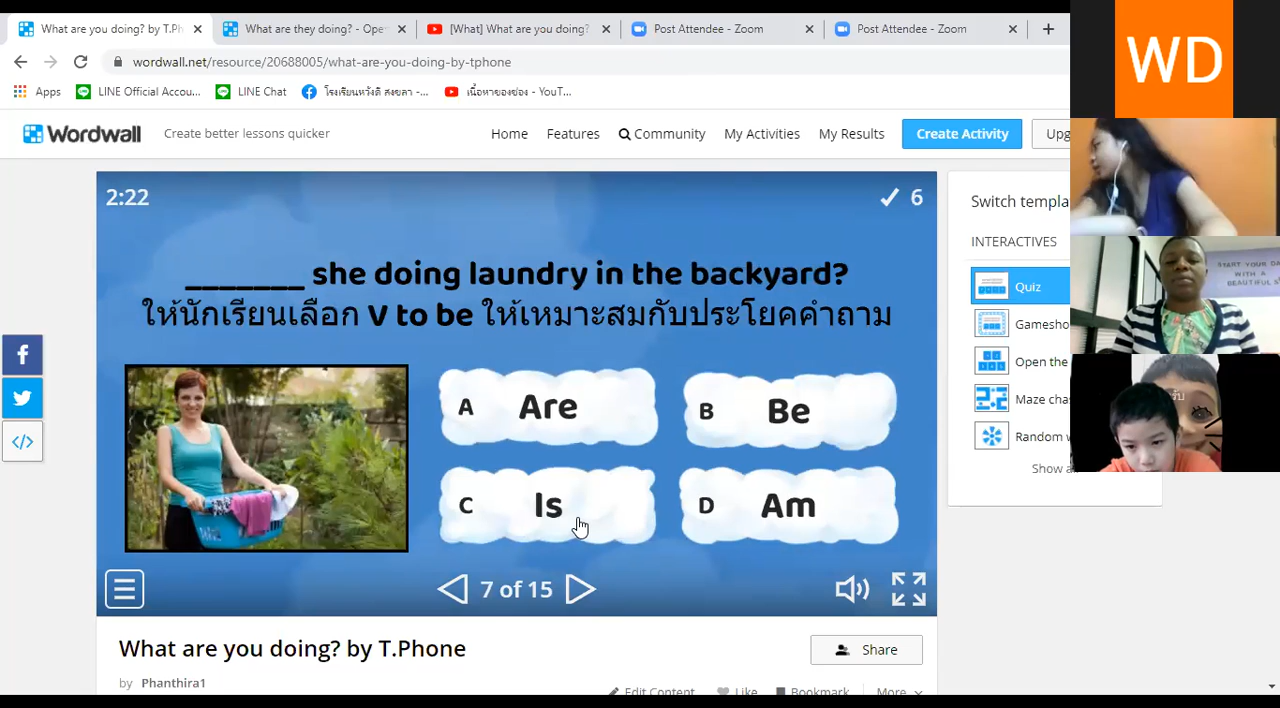 What are you doing? by T.Ph
What are they doing? - Ope
[What] What are you doing?
Post Attendee - Zoom
Post Attendee - Zoom
wordwall.net/resource/20688005/what-are-you-doing-by-tphone
Apps
LINE Official Accou...
LINE Chat
โรงเรียนหวังดี สงขลา -...
เนื้อหาของช่อง - YouT...
Wordwall
Create better lessons quicker
Home
Features
Community
My Activities
My Results
Create Activity
Upg
WD
2:22
6
_______ she doing laundry in the backyard?
ให้นักเรียนเลือก V to be ให้เหมาะสมกับประโยคคำถาม
A Are
B Be
C Is
D Am
7 of 15
Switch templa
INTERACTIVES
Quiz
Gamesho
Open the
Maze cha
Random w
Show a
START YOUR DA
WITH A
BEAUTIFUL S
What are you doing? by T.Phone
Share
by Phanthira1
Edit Content
Like
Bookmark
More